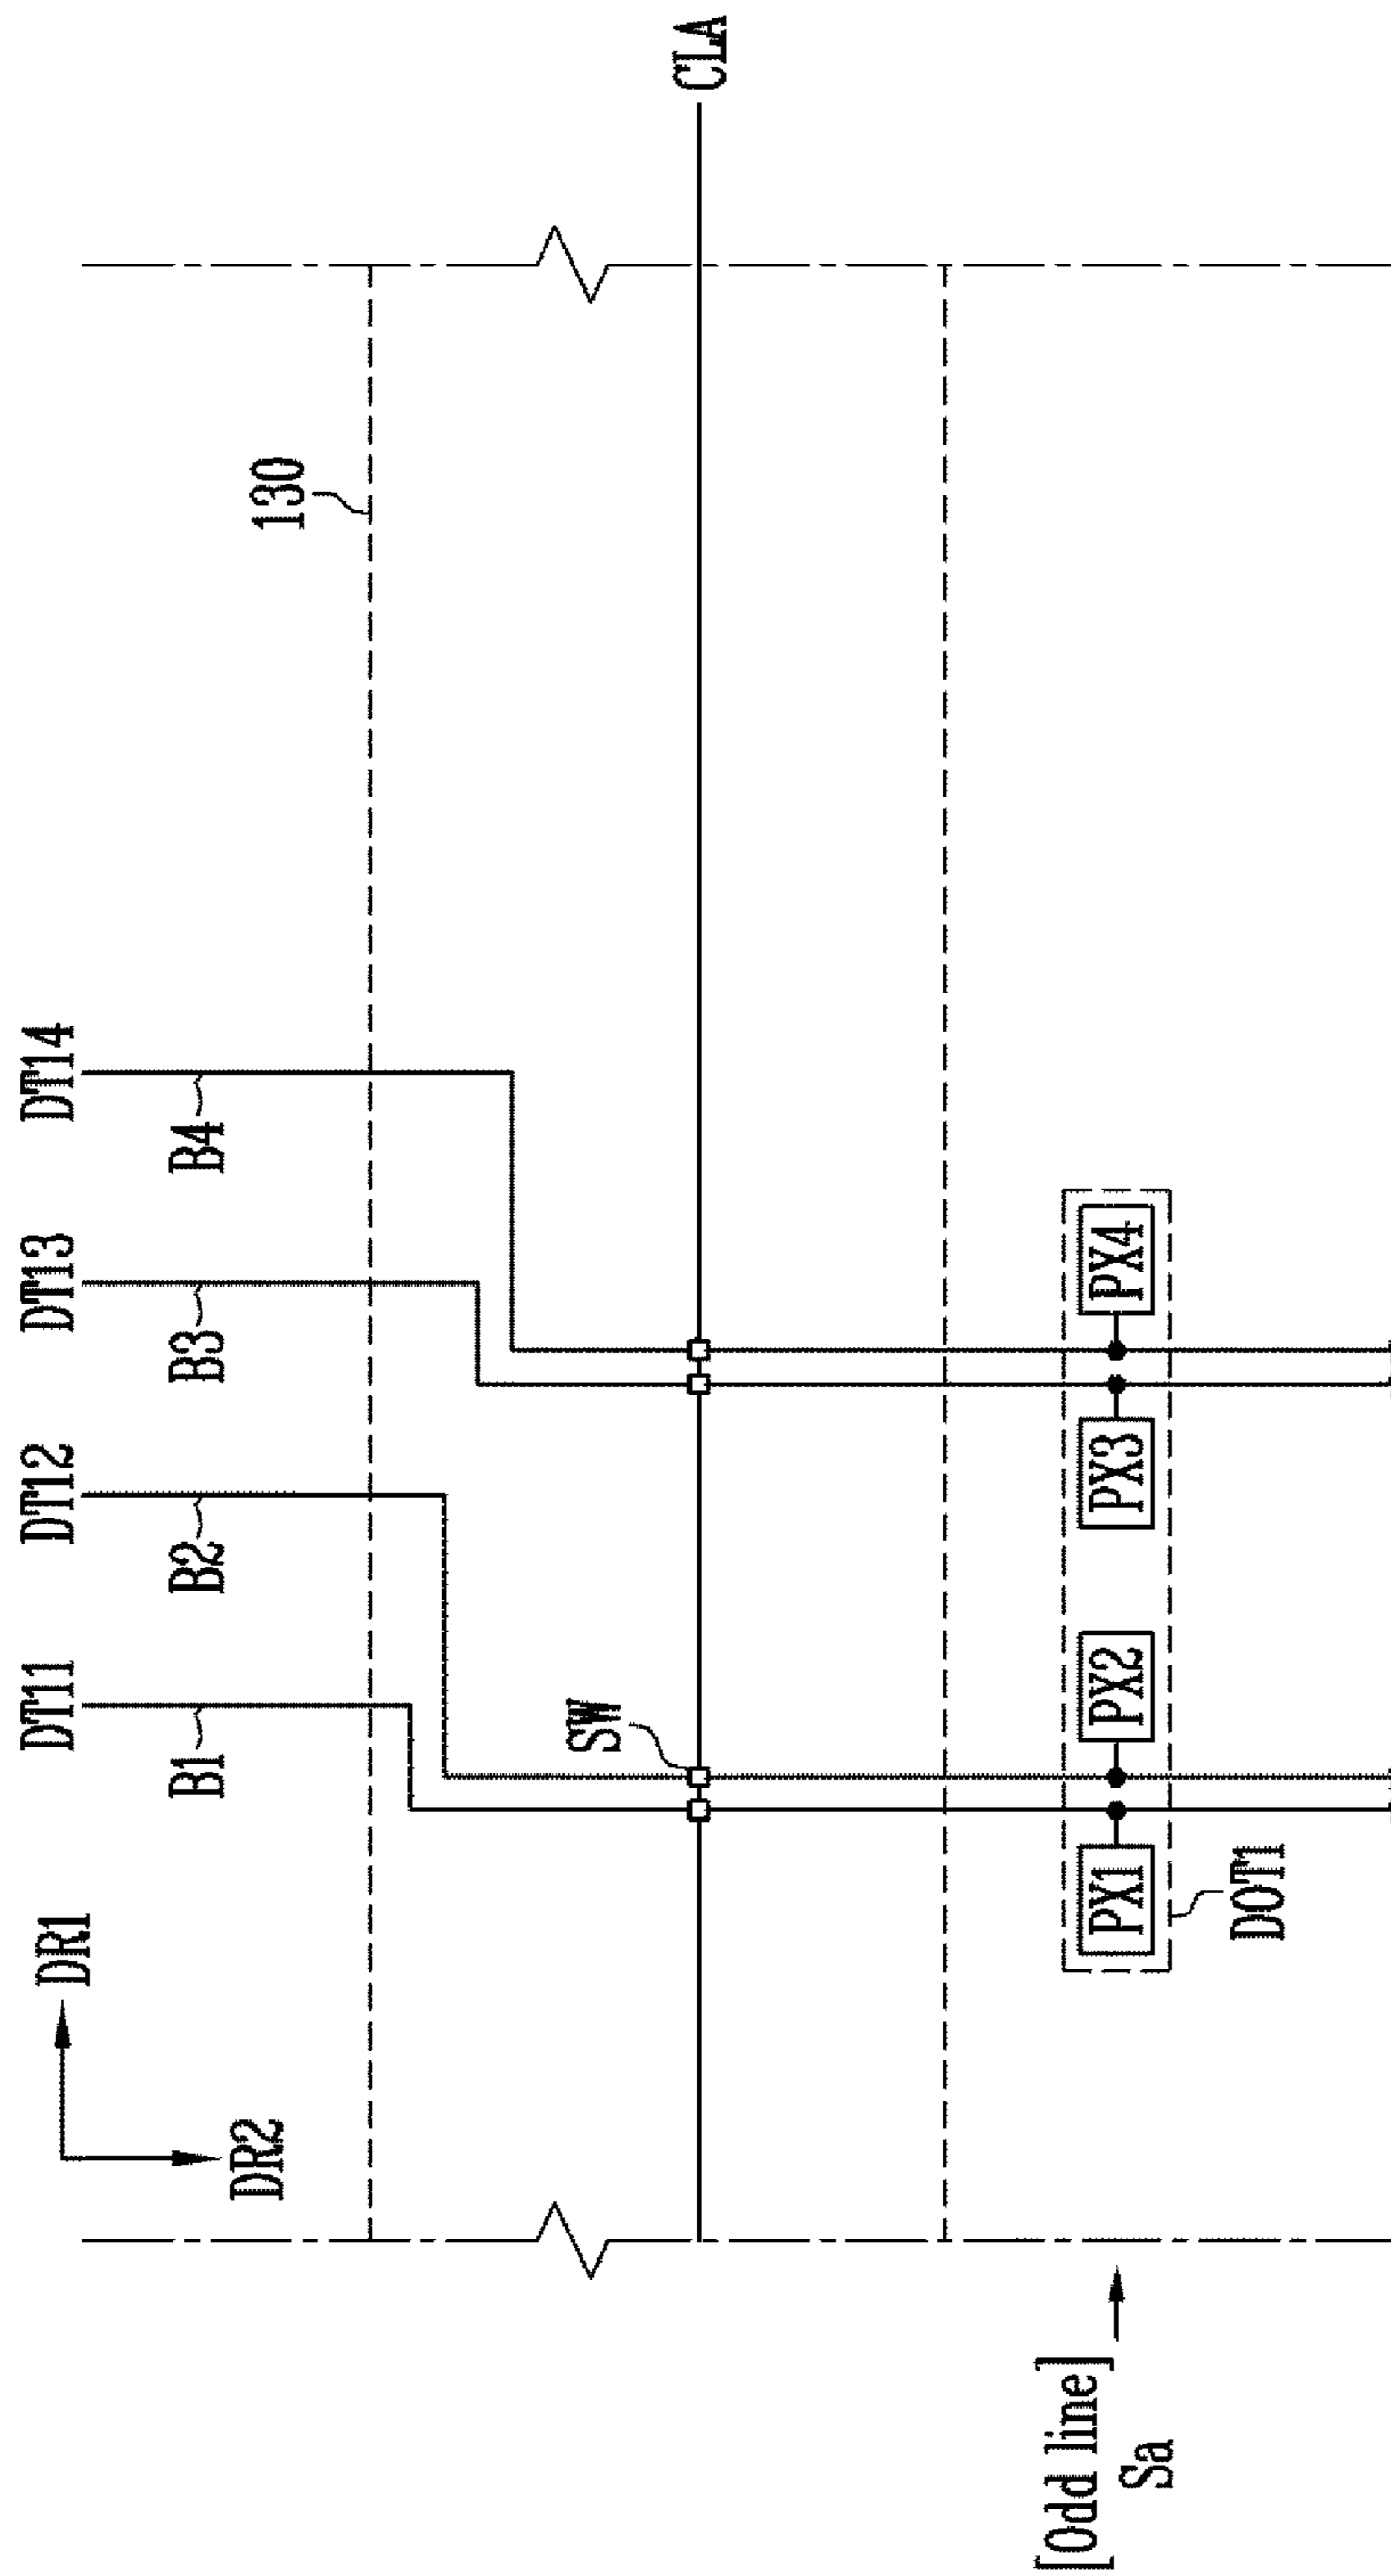 DR1
DR2
DT11
DT12
DT13
DT14
B1
B2
B3
B4
130
SW
CLA
[Odd line]
Sa
PX1
PX2
PX3
PX4
DOT1